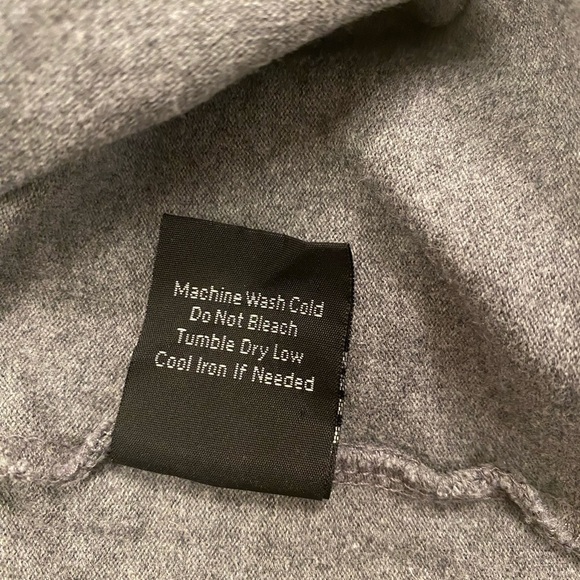 Machine Wash Cold
Do Not Bleach
Tumble Dry Low
Cool Iron If Needed